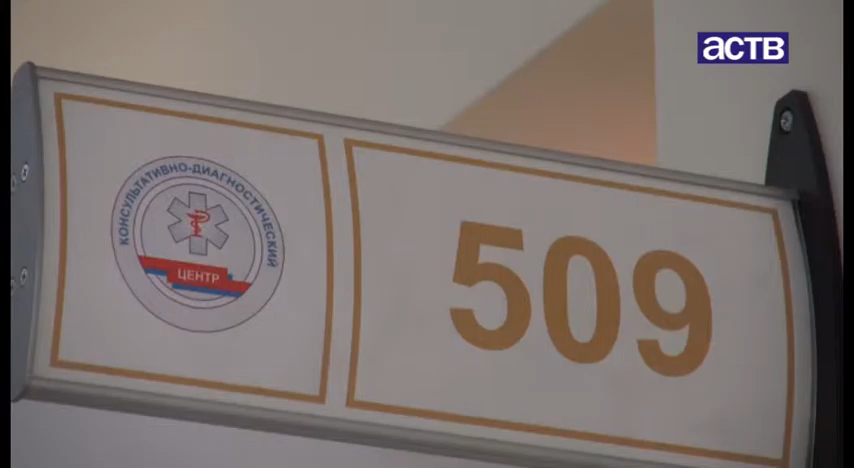 аств
КОНСУЛЬТАТИВНО-ДИАГНОСТИЧЕСКИЙ
ЦЕНТР
509